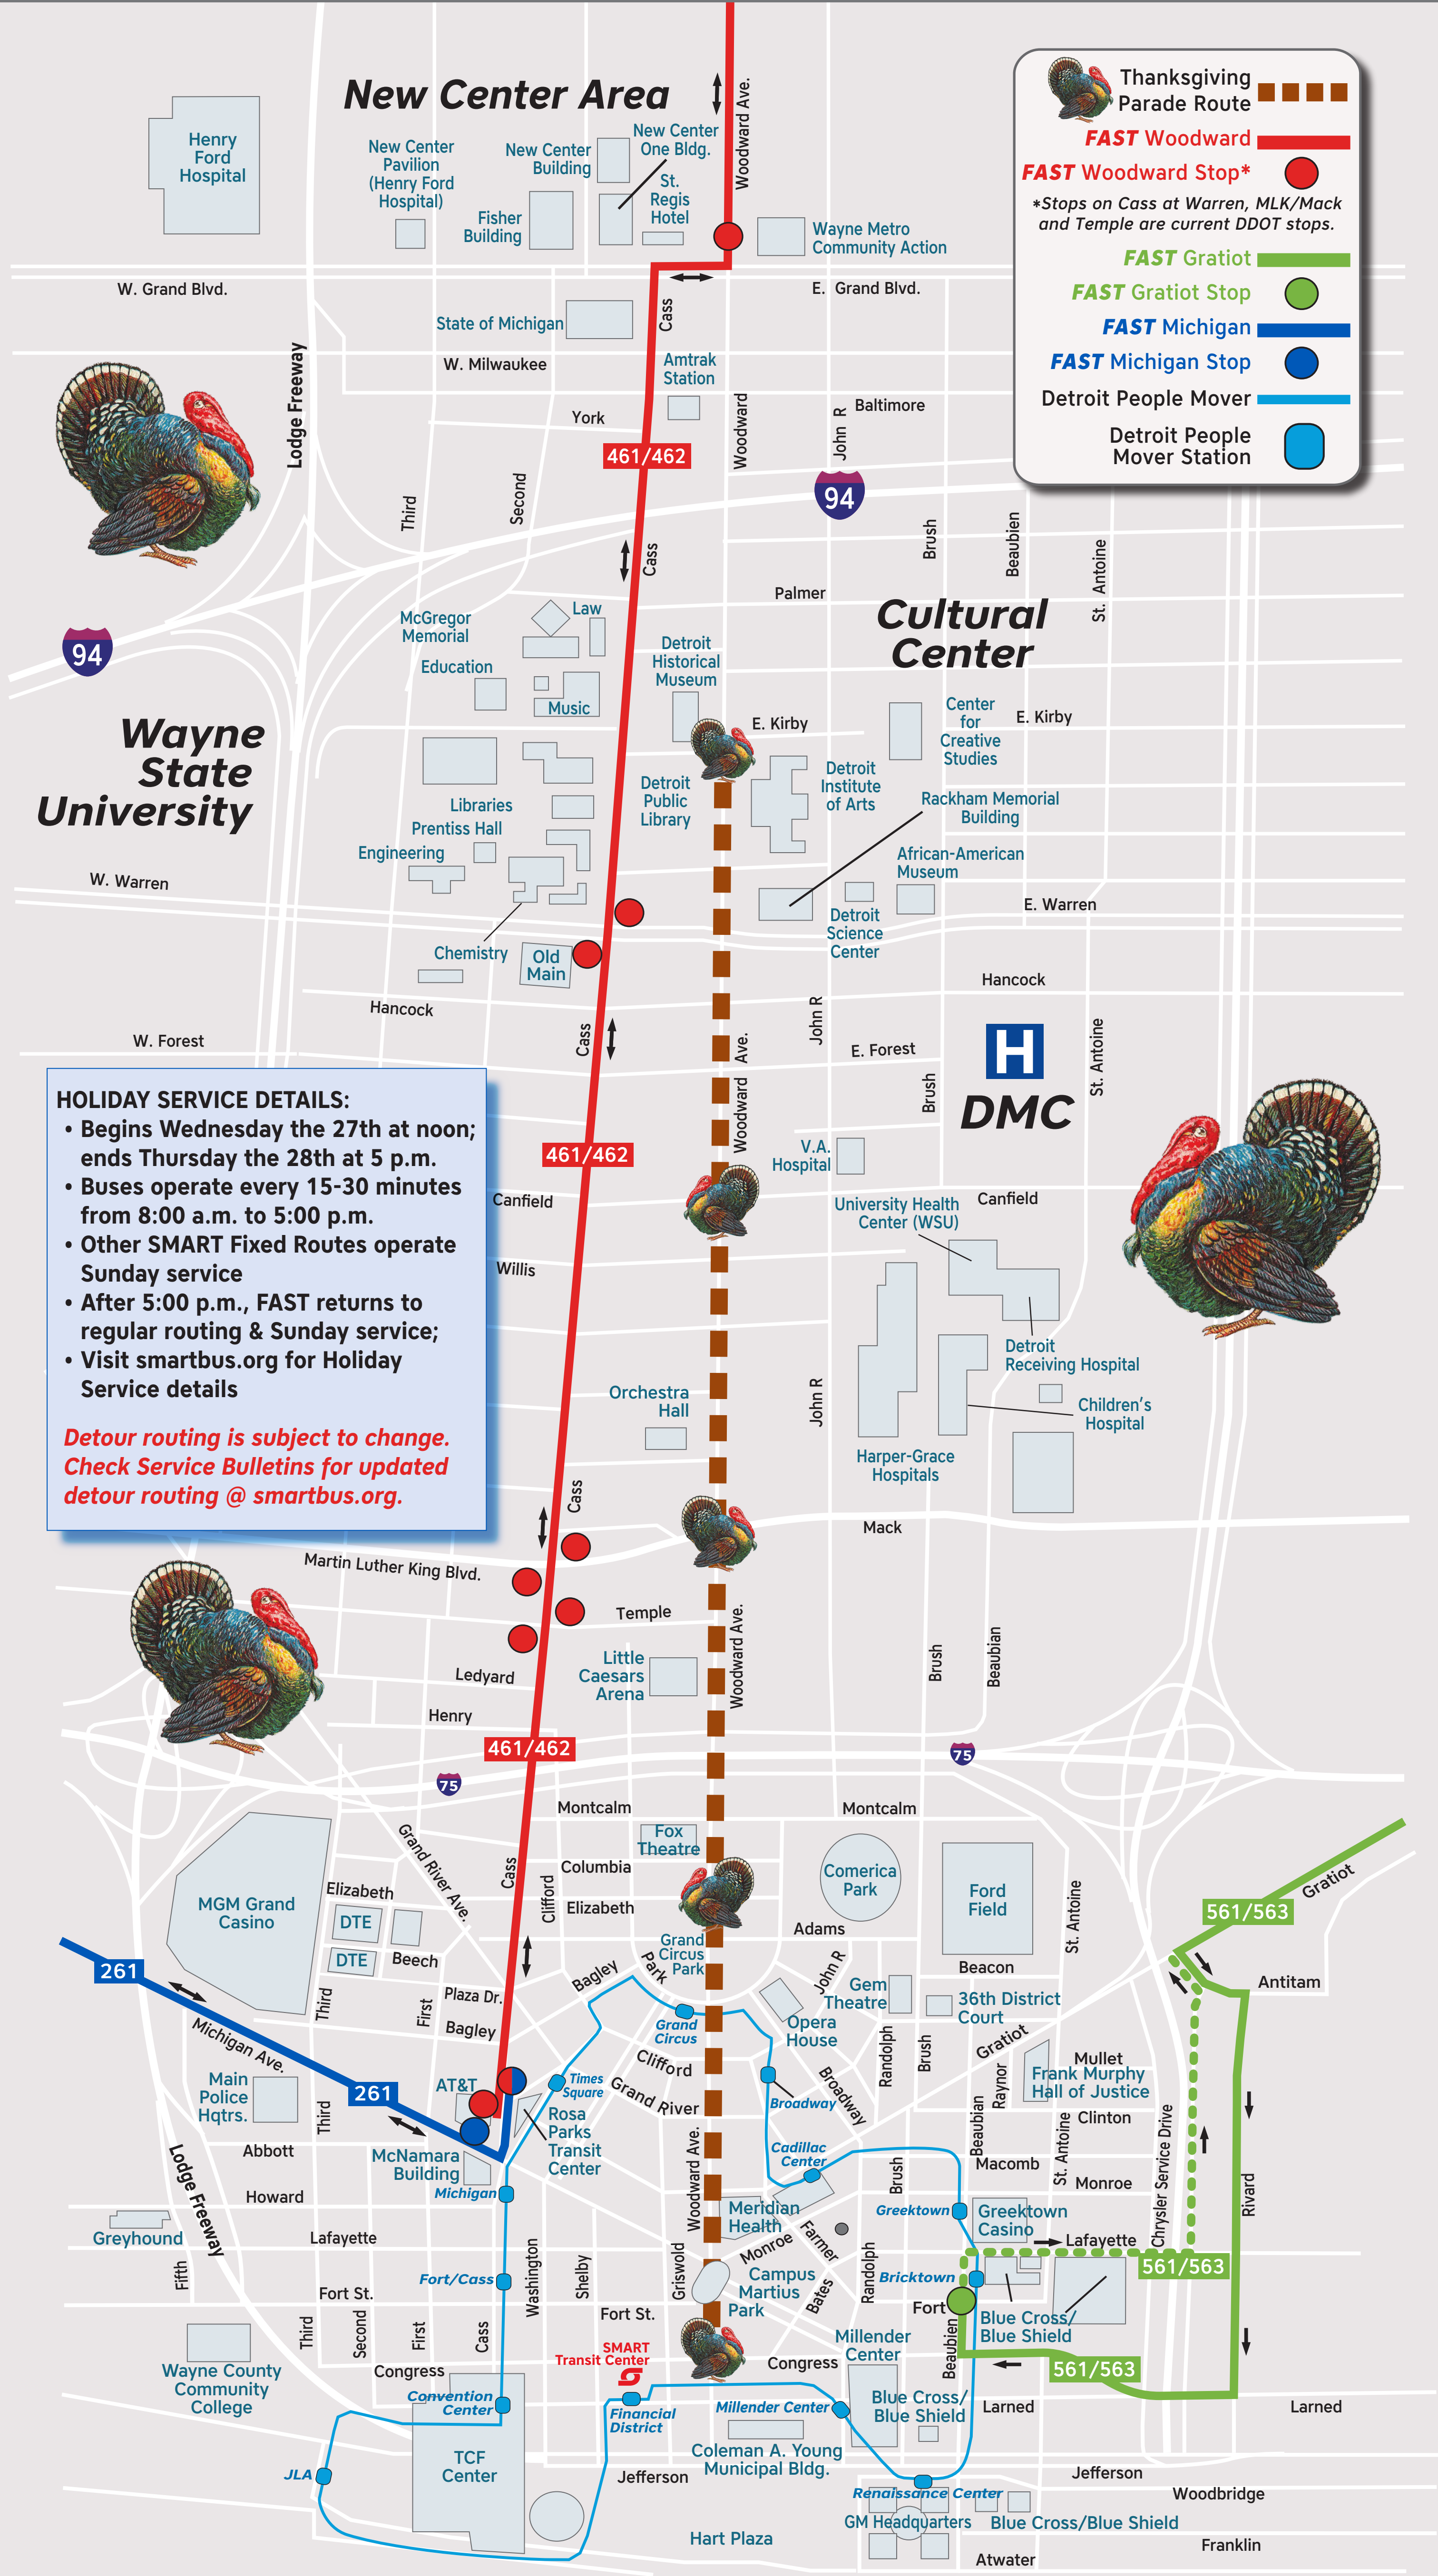 New Center Area
Woodward Ave.
Henry
Ford
Hospital
New Center
Pavilion
(Henry Ford
Hospital)
New Center
Building
New Center
One Bldg.
Fisher
Building
St.
Regis
Hotel
Wayne Metro
Community Action
Thanksgiving
Parade Route
FAST Woodward
FAST Woodward Stop*
*Stops on Cass at Warren, MLK/Mack
and Temple are current DDOT stops.
FAST Gratiot
FAST Gratiot Stop
FAST Michigan
FAST Michigan Stop
Detroit People Mover
Detroit People
Mover Station
W. Grand Blvd.
E. Grand Blvd.
State of Michigan
Cass
W. Milwaukee
Amtrak
Station
Lodge Freeway
York
Woodward
John R
Baltimore
461/462
94
Third
Second
Cass
Brush
Beaubien
St. Antoine
Palmer
Cultural
Center
McGregor
Memorial
Law
Education
Music
94
Detroit
Historical
Museum
Wayne
State
University
E. Kirby
Center
for
Creative
Studies
E. Kirby
Libraries
Prentiss Hall
Engineering
Detroit
Public
Library
Detroit
Institute
of Arts
Rackham Memorial
Building
African-American
Museum
W. Warren
E. Warren
Chemistry
Old
Main
Detroit
Science
Center
Hancock
Hancock
W. Forest
Cass
Woodward Ave.
John R
E. Forest
Brush
H
DMC
St. Antoine
HOLIDAY SERVICE DETAILS:
• Begins Wednesday the 27th at noon;
ends Thursday the 28th at 5 p.m.
• Buses operate every 15-30 minutes
from 8:00 a.m. to 5:00 p.m.
• Other SMART Fixed Routes operate
Sunday service
• After 5:00 p.m., FAST returns to
regular routing & Sunday service;
• Visit smartbus.org for Holiday
Service details
Detour routing is subject to change.
Check Service Bulletins for updated
detour routing @ smartbus.org.
461/462
V.A.
Hospital
Canfield
University Health
Center (WSU)
Canfield
Willis
Detroit
Receiving Hospital
Orchestra
Hall
John R
Children's
Hospital
Harper-Grace
Hospitals
Cass
Mack
Martin Luther King Blvd.
Temple
Little
Caesars
Arena
Woodward Ave.
Brush
Beaubian
Ledyard
Henry
461/462
75
75
Montcalm
Montcalm
Fox
Theatre
Columbia
Comerica
Park
Ford
Field
MGM Grand
Casino
Grand River Ave.
Cass
Clifford
Elizabeth
Elizabeth
DTE
DTE
Beech
Adams
St. Antoine
Gratiot
561/563
Grand
Circus
Park
Park
Bagley
John R
Beacon
Antitam
261
Third
First
Plaza Dr.
Bagley
Gem
Theatre
36th District
Court
Grand
Circus
Opera
House
Michigan Ave.
Clifford
Randolph
Brush
Gratiot
Raynor
Mullet
Frank Murphy
Hall of Justice
Main
Police
Hqtrs.
261
Third
AT&T
Times
Square
Grand River
Broadway
Broadway
Clinton
Rosa
Parks
Transit
Center
Abbott
McNamara
Building
Woodward Ave.
Cadillac
Center
Beaubian
St. Antoine
Chrysler Service Drive
Macomb
Brush
Monroe
Rivard
Lodge Freeway
Howard
Michigan
Greyhound
Lafayette
Meridian
Health
Monroe
Farmer
Greektown
Greektown
Casino
Lafayette
561/563
Fifth
Fort/Cass
Washington
Shelby
Griswold
Campus
Martius
Park
Bates
Randolph
Bricktown
Fort
Blue Cross/
Blue Shield
Fort St.
Fort St.
Third
Second
First
Cass
SMART
Transit Center
Millender
Center
Beaubien
Wayne County
Community
College
Congress
Congress
561/563
Convention
Center
Financial
District
Millender Center
Blue Cross/
Blue Shield
Larned
Larned
Coleman A. Young
Municipal Bldg.
TCF
Center
JLA
Jefferson
Jefferson
Renaissance Center
Woodbridge
GM Headquarters
Blue Cross/Blue Shield
Hart Plaza
Franklin
Atwater